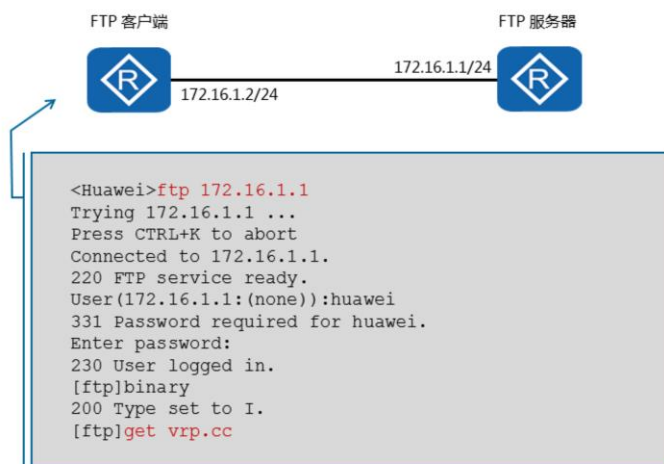 FTP 客户端
FTP 服务器
R
R
172.16.1.1/24
172.16.1.2/24
<Huawei>ftp 172.16.1.1
Trying 172.16.1.1 ...
Press CTRL+K to abort
Connected to 172.16.1.1.
220 FTP service ready.
User(172.16.1.1:(none)):huawei
331 Password required for huawei.
Enter password:
230 User logged in.
[ftp]binary
200 Type set to I.
[ftp]get vrp.cc